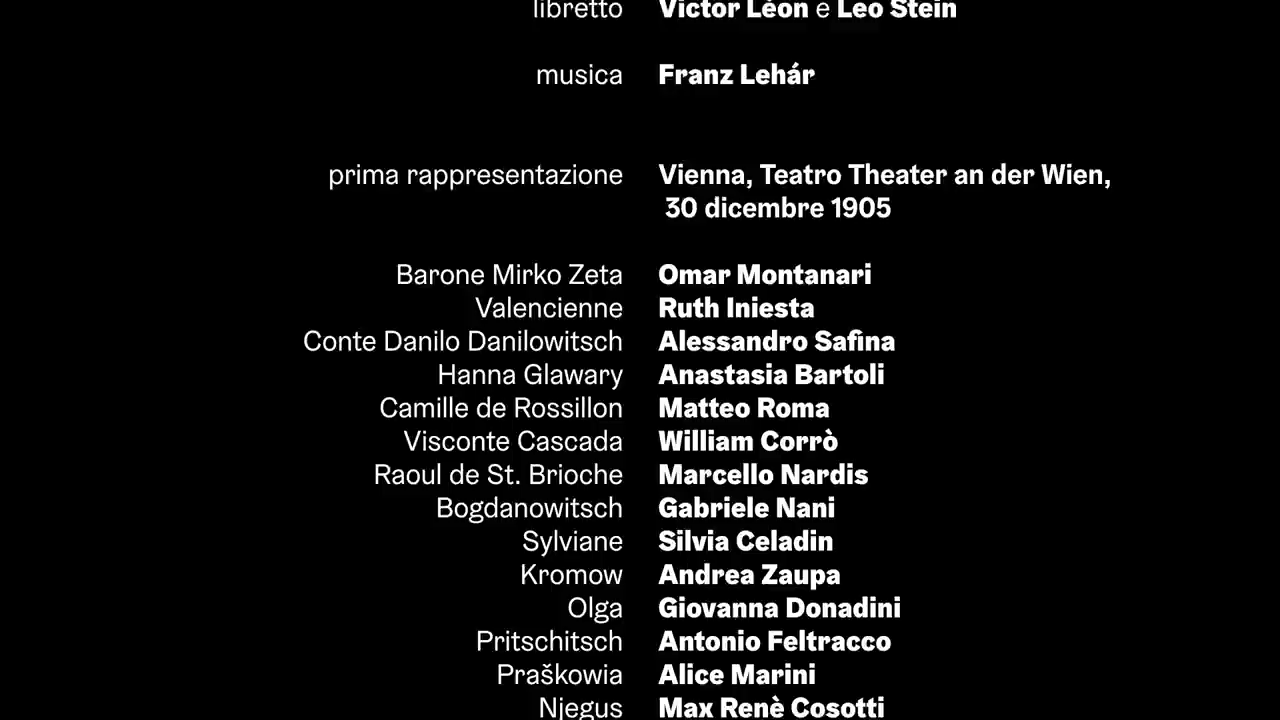 libretto Victor Léon e Leo Stein
musica Franz Lehár
prima rappresentazione Vienna, Teatro Theater an der Wien,
30 dicembre 1905
Barone Mirko Zeta Omar Montanari
Valencienne Ruth Iniesta
Conte Danilo Danilowitsch Alessandro Safina
Hanna Glawary Anastasia Bartoli
Camille de Rossillon Matteo Roma
Visconte Cascada William Corrò
Raoul de St. Brioche Marcello Nardis
Bogdanowitsch Gabriele Nani
Sylviane Silvia Celadin
Kromow Andrea Zaupa
Olga Giovanna Donadini
Pritschitsch Antonio Feltracco
Praškowia Alice Marini
Njegus Max Renè Cosotti